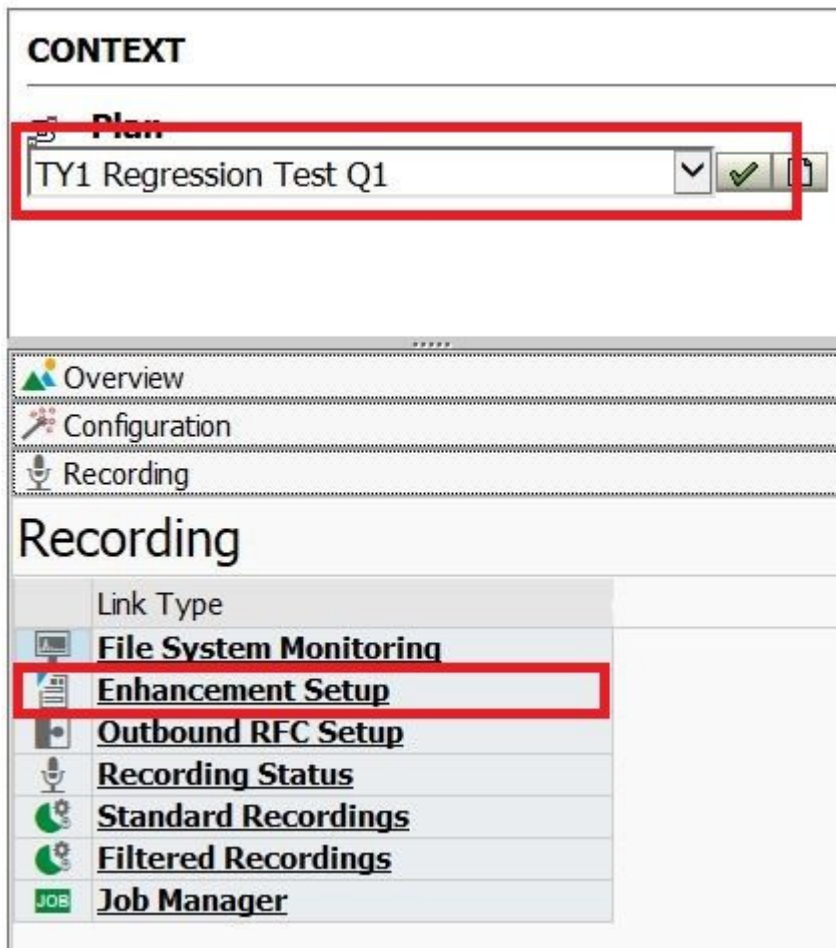 CONTEXT
Plan
TY1 Regression Test Q1
Overview
Configuration
Recording
Recording
Link Type
File System Monitoring
Enhancement Setup
Outbound RFC Setup
Recording Status
Standard Recordings
Filtered Recordings
JOB Job Manager